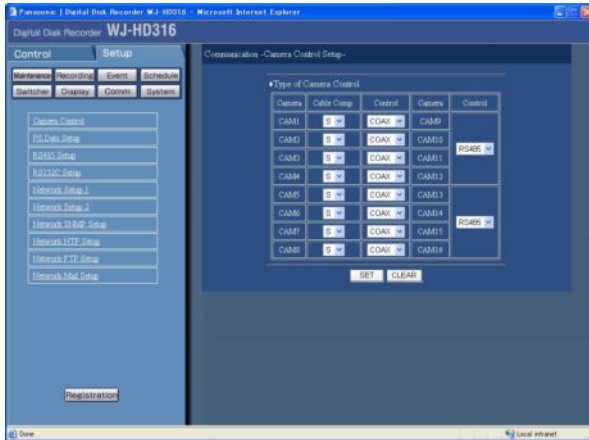 Panasonic | Digital Disk Recorder WJ-HD316 - Microsoft Internet Explorer
Digital Disk Recorder WJ-HD316
Control Setup
Maintenance Recording Event Schedule
Switcher Display Comm. System
Camera Control
PS.Data Setup
RS485 Setup
RS232C Setup
Network Setup 1
Network Setup 2
Network SNMP Setup
Network NTP Setup
Network FTP Setup
Network Mail Setup
Registration
Communication -Camera Control Setup-
♦Type of Camera Control
Camera Cable Comp Control Camera Control
CAM1 S COAX CAM9
CAM2 S COAX CAM10
RS485
CAM3 S COAX CAM11
CAM4 S COAX CAM12
CAM5 S COAX CAM13
CAM6 S COAX CAM14
RS485
CAM7 S COAX CAM15
CAM8 S COAX CAM16
SET CLEAR
Done Local intranet